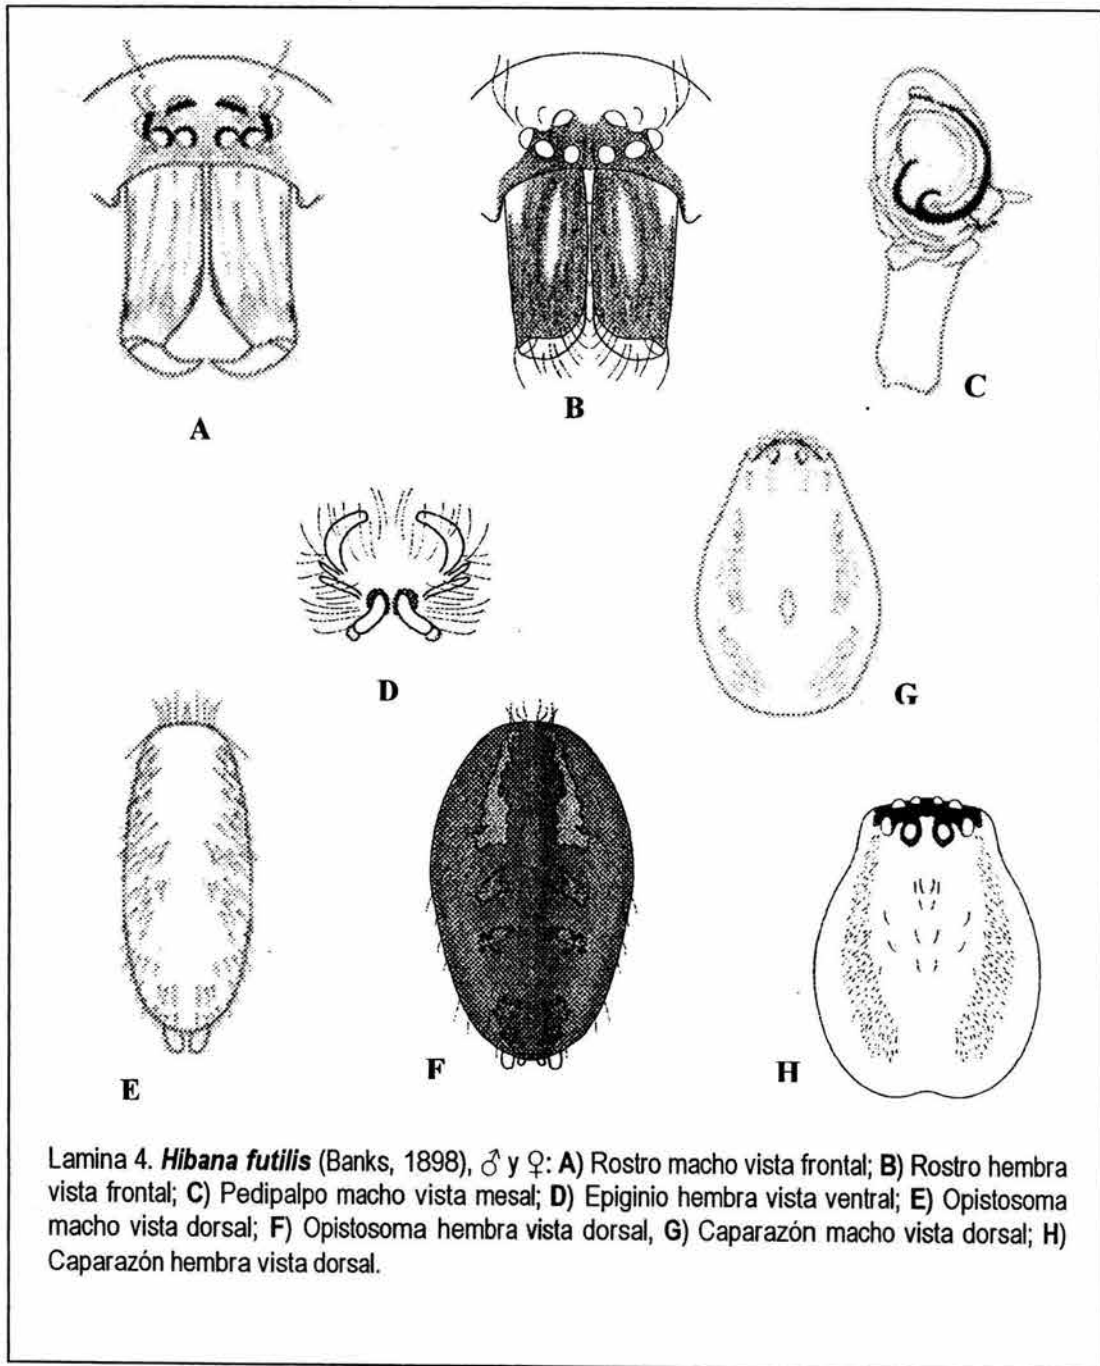 A
B
C
D
G
E
F
H
Lamina 4. Hibana futilis (Banks, 1898), ♂ y ♀: A) Rostro macho vista frontal; B) Rostro hembra
vista frontal; C) Pedipalpo macho vista mesal; D) Epiginio hembra vista ventral; E) Opistosoma
macho vista dorsal; F) Opistosoma hembra vista dorsal, G) Caparazón macho vista dorsal; H)
Caparazón hembra vista dorsal.